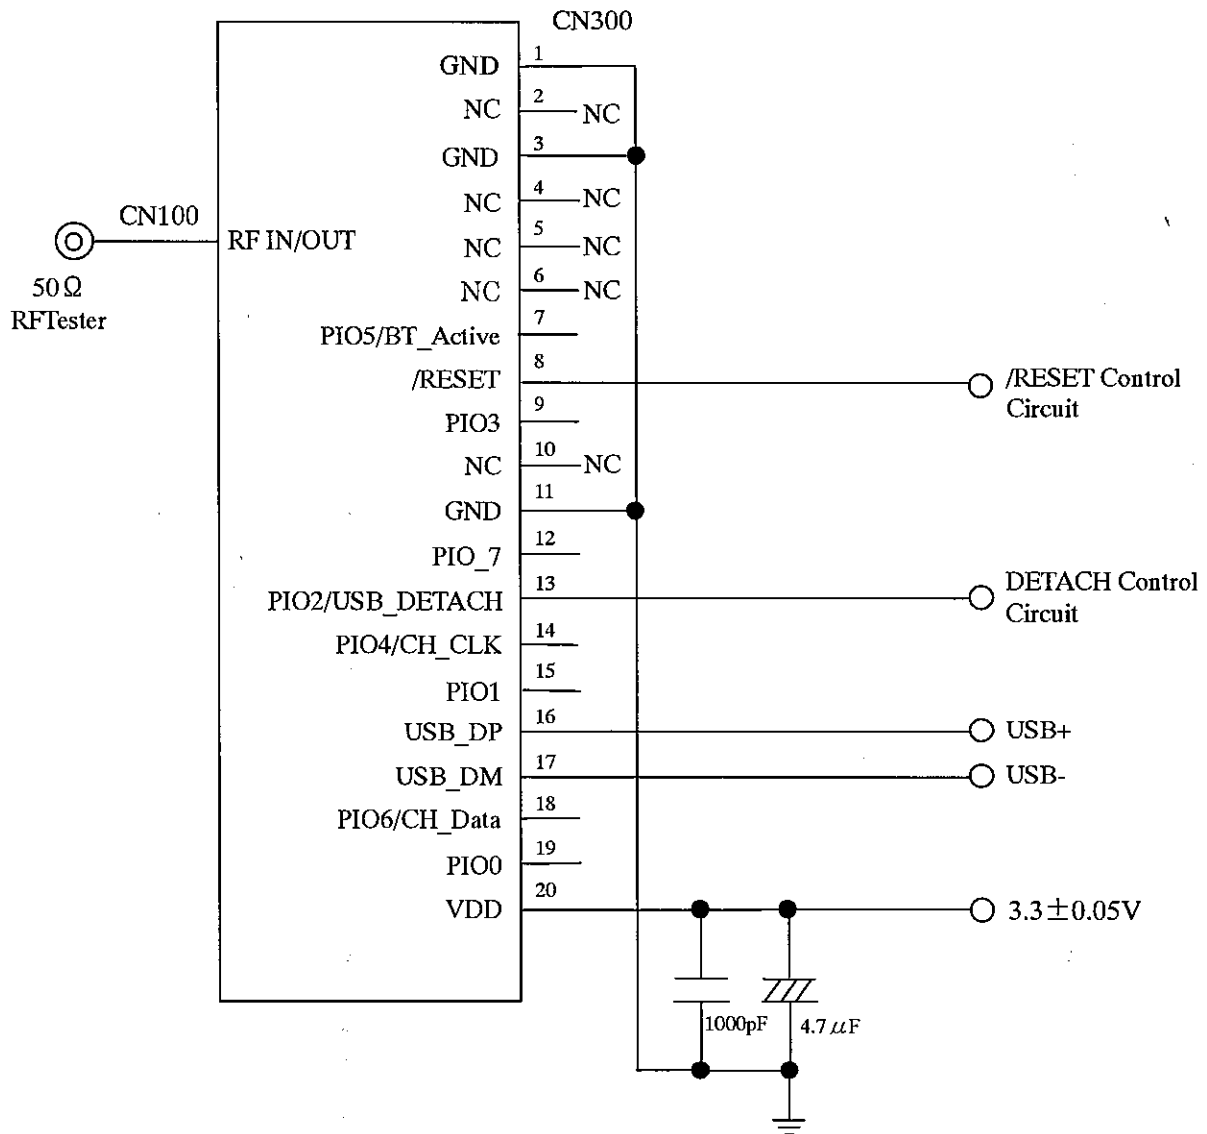 CN300
GND 1
NC 2 NC
GND 3
NC 4 NC
CN100
RF IN/OUT
NC 5 NC
50Ω
RFTester
NC 6 NC
PIO5/BT_Active 7
/RESET 8
/RESET Control
Circuit
PIO3 9
NC 10 NC
GND 11
PIO_7 12
PIO2/USB_DETACH 13
DETACH Control
Circuit
PIO4/CH_CLK 14
PIO1 15
USB_DP 16 USB+
USB_DM 17 USB-
PIO6/CH_Data 18
PIO0 19
VDD 20 3.3±0.05V
1000pF 4.7μF